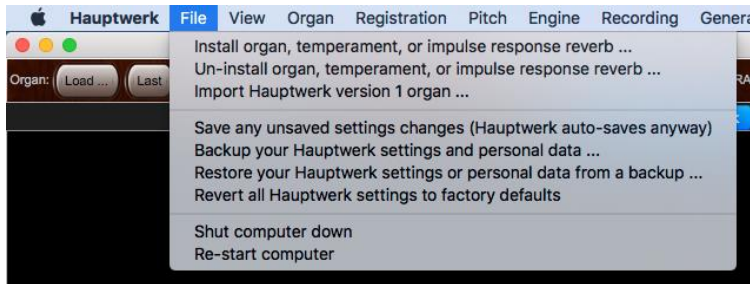 Hauptwerk File View Organ Registration Pitch Engine Recording
Install organ, temperament, or impulse response reverb ...
Un-install organ, temperament, or impulse response reverb ...
Organ: Load ... Last
Import Hauptwerk version 1 organ ...
Save any unsaved settings changes (Hauptwerk auto-saves anyway)
Backup your Hauptwerk settings and personal data ...
Restore your Hauptwerk settings or personal data from a backup ...
Revert all Hauptwerk settings to factory defaults
Shut computer down
Re-start computer